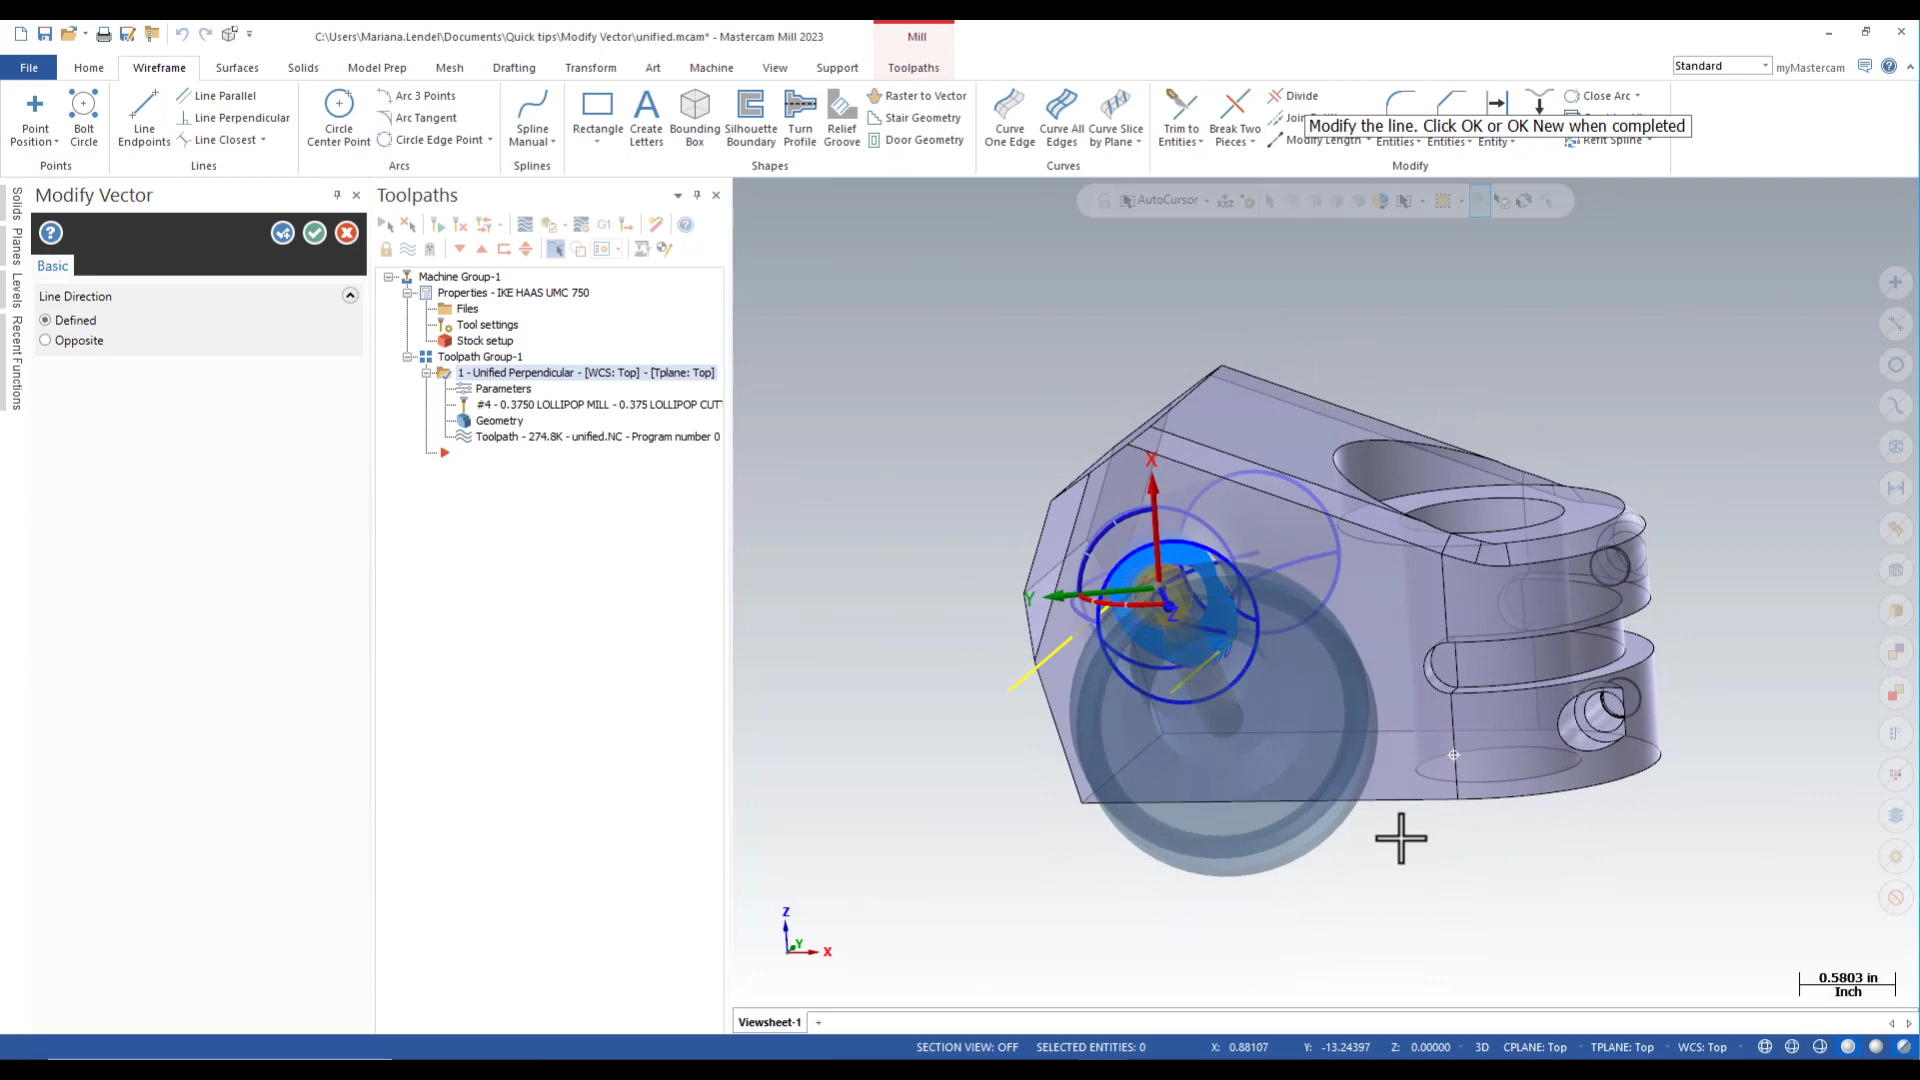 C:\Users\Mariana.Lendel\Documents\Quick tips\Modify Vector\unified.mcam* - Mastercam Mill 2023
Mill
File
Home
Wireframe
Surfaces
Solids
Model Prep
Mesh
Drafting
Transform
Art
Machine
View
Support
Toolpaths
Standard
myMastercam
Point Position
Bolt Circle
Points
Line Endpoints
Line Parallel
Line Perpendicular
Line Closest
Lines
Circle Center Point
Arc 3 Points
Arc Tangent
Circle Edge Point
Arcs
Spline Manual
Splines
Rectangle
Create Letters
Bounding Box
Silhouette Boundary
Turn Profile
Relief Groove
Raster to Vector
Stair Geometry
Door Geometry
Shapes
Curve One Edge
Curve All Edges
Curve Slice by Plane
Curves
Trim to Entities
Break Two Pieces
Divide
Modify Length
Entities
Entities
Entity
Close Arc
Refit Spline
Modify
Modify the line. Click OK or OK New when completed
Solids
Planes
Levels
Recent Functions
Modify Vector
Basic
Line Direction
Defined
Opposite
Toolpaths
G1
Machine Group-1
Properties - IKE HAAS UMC 750
Files
Tool settings
Stock setup
Toolpath Group-1
1 - Unified Perpendicular - [WCS: Top] - [Tplane: Top]
Parameters
#4 - 0.3750 LOLLIPOP MILL - 0.375 LOLLIPOP CUT
Geometry
Toolpath - 274.8K - unified.NC - Program number 0
AutoCursor
X
Y
Z
Z
Y
X
0.5803 in
Inch
Viewsheet-1
SECTION VIEW: OFF
SELECTED ENTITIES: 0
X: 0.88107
Y: -13.24397
Z: 0.00000
3D
CPLANE: Top
TPLANE: Top
WCS: Top